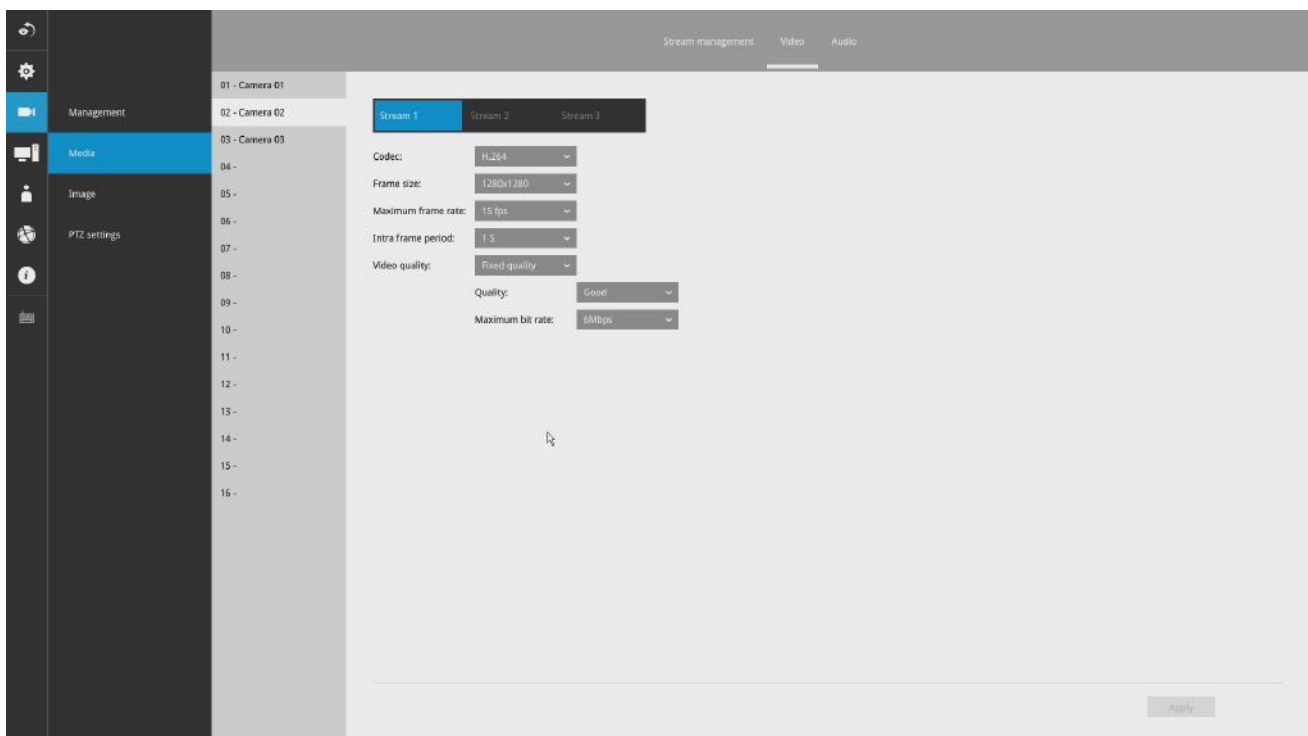 Stream management Video Audio
Management
Media
Image
PTZ settings
01 - Camera 01
02 - Camera 02
03 - Camera 03
04 -
05 -
06 -
07 -
08 -
09 -
10 -
11 -
12 -
13 -
14 -
15 -
16 -
Stream 1 Stream 2 Stream 3
Codec: H.264
Frame size: 1280x1280
Maximum frame rate: 15 fps
Intra frame period: 1 S
Video quality: Fixed quality
Quality: Good
Maximum bit rate: 6Mbps
Apply